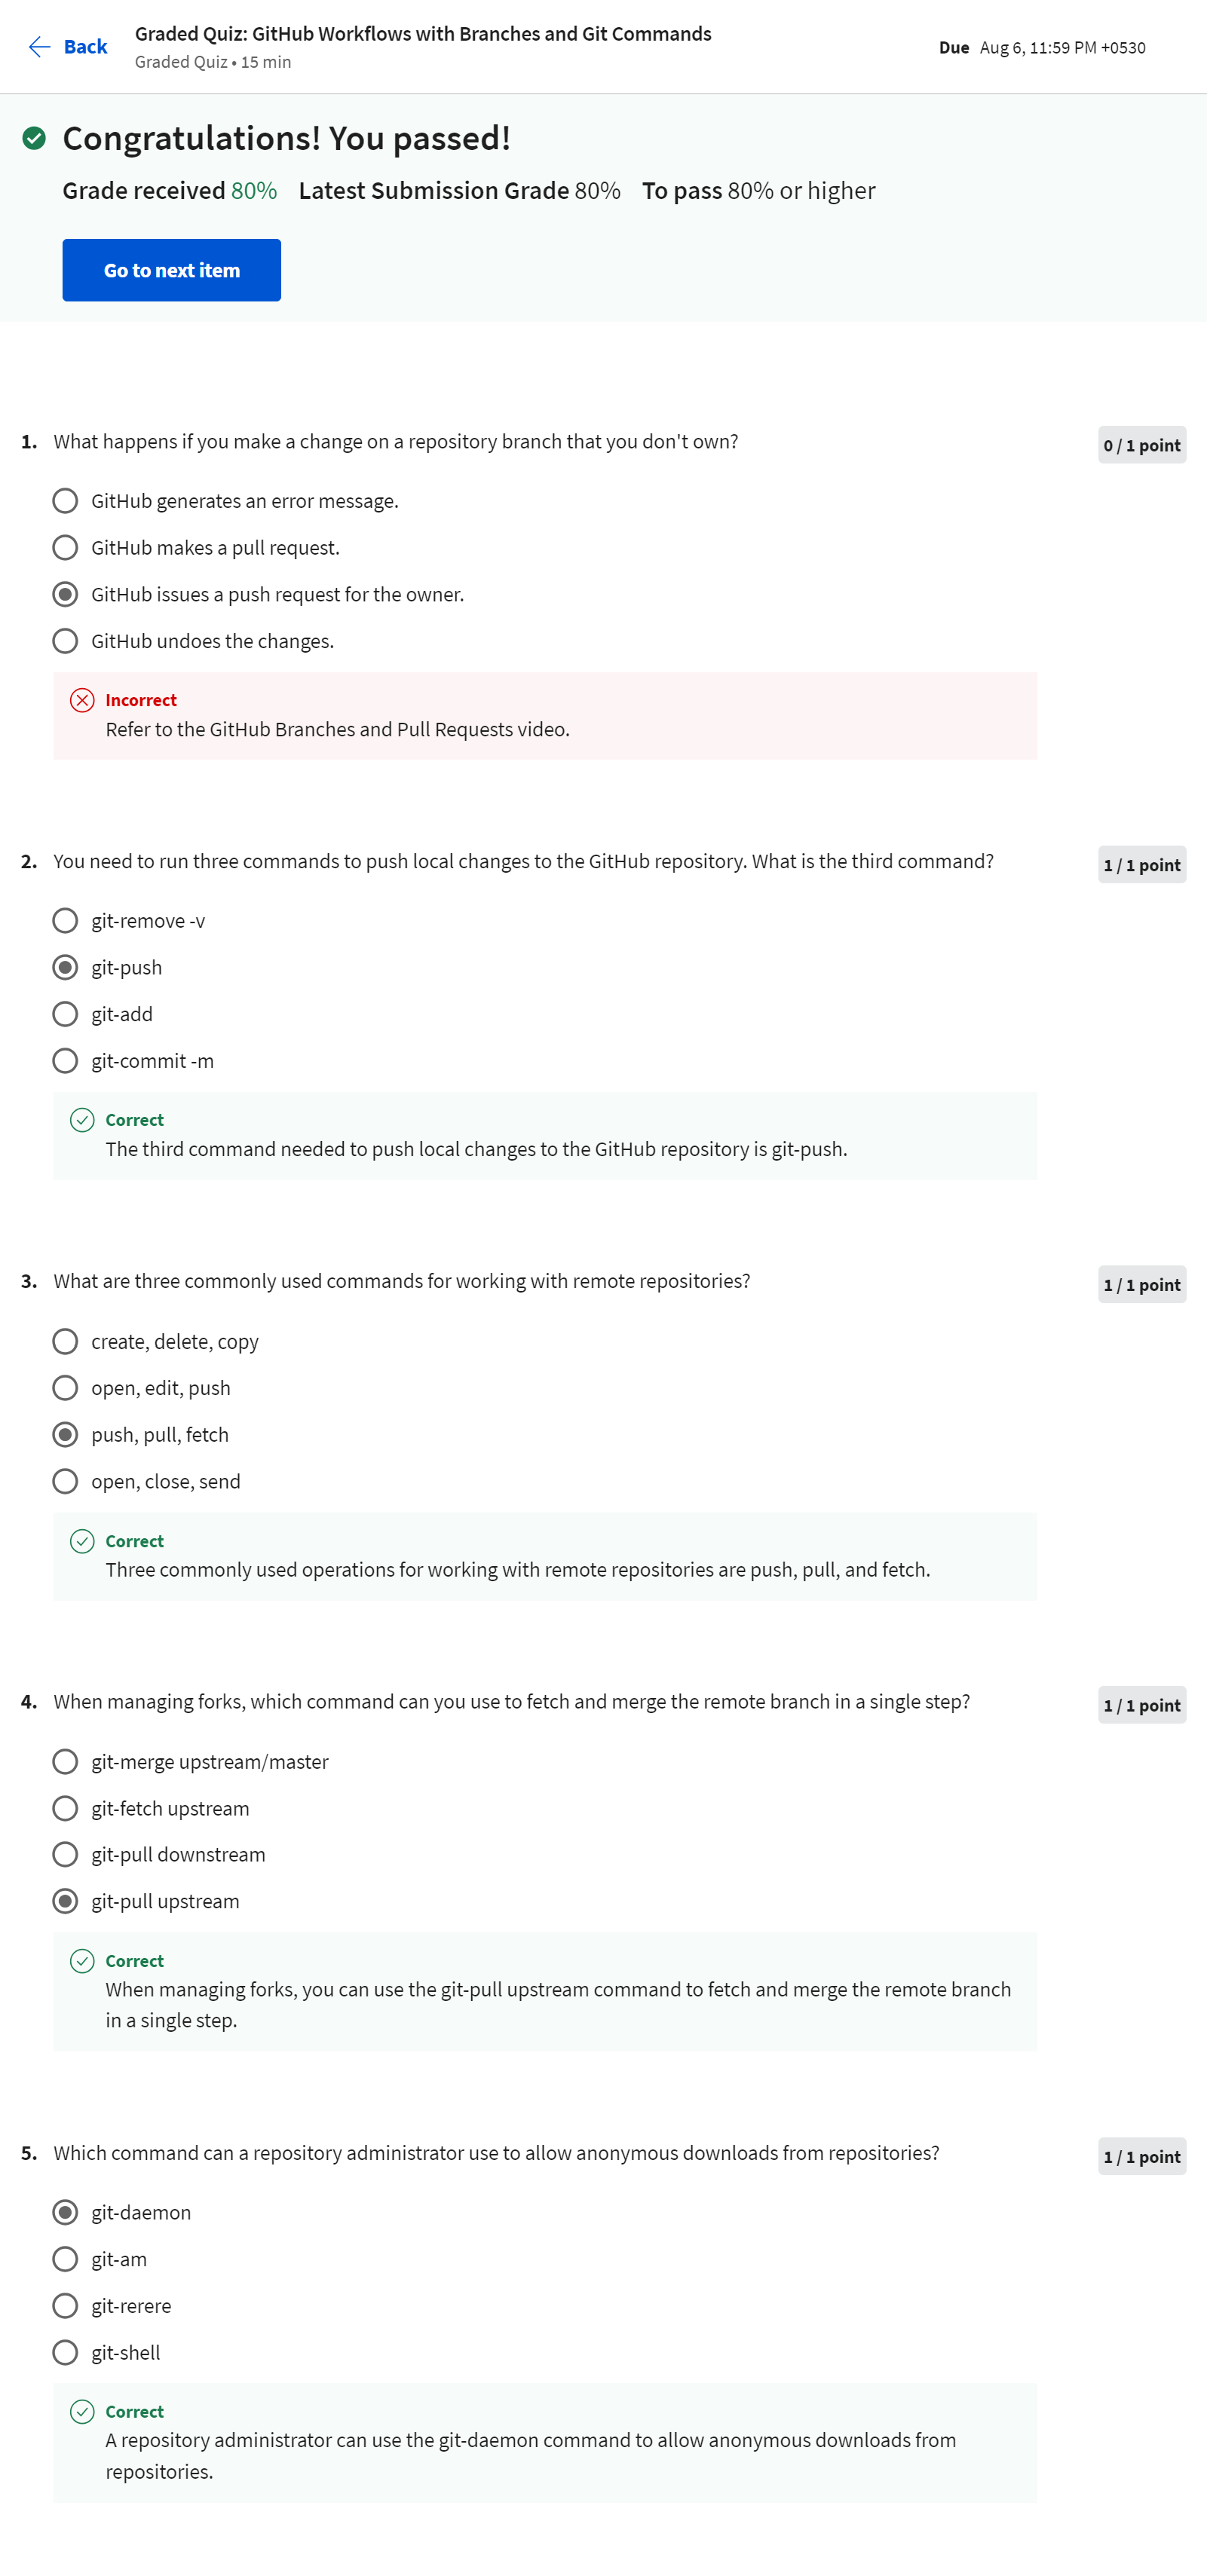 Back
Graded Quiz: GitHub Workflows with Branches and Git Commands
Graded Quiz • 15 min
Due Aug 6, 11:59 PM +0530
Congratulations! You passed!
Grade received 80% Latest Submission Grade 80% To pass 80% or higher
Go to next item
1. What happens if you make a change on a repository branch that you don't own?
0 / 1 point
GitHub generates an error message.
GitHub makes a pull request.
GitHub issues a push request for the owner.
GitHub undoes the changes.
Incorrect
Refer to the GitHub Branches and Pull Requests video.
2. You need to run three commands to push local changes to the GitHub repository. What is the third command?
1 / 1 point
git-remove -v
git-push
git-add
git-commit -m
Correct
The third command needed to push local changes to the GitHub repository is git-push.
3. What are three commonly used commands for working with remote repositories?
1 / 1 point
create, delete, copy
open, edit, push
push, pull, fetch
open, close, send
Correct
Three commonly used operations for working with remote repositories are push, pull, and fetch.
4. When managing forks, which command can you use to fetch and merge the remote branch in a single step?
1 / 1 point
git-merge upstream/master
git-fetch upstream
git-pull downstream
git-pull upstream
Correct
When managing forks, you can use the git-pull upstream command to fetch and merge the remote branch
in a single step.
5. Which command can a repository administrator use to allow anonymous downloads from repositories?
1 / 1 point
git-daemon
git-am
git-rerere
git-shell
Correct
A repository administrator can use the git-daemon command to allow anonymous downloads from
repositories.